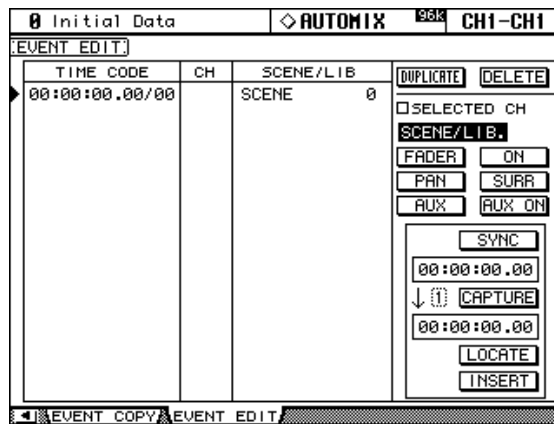 0 Initial Data ◇AUTOMIX 96k CH1-CH1
EVENT EDIT
TIME CODE CH SCENE/LIB
00:00:00.00/00 SCENE 0
DUPLICATE DELETE
SELECTED CH
SCENE/LIB.
FADER ON
PAN SURR
AUX AUX ON
SYNC
00:00:00.00
↓ 1 CAPTURE
00:00:00.00
LOCATE
INSERT
EVENT COPY EVENT EDIT